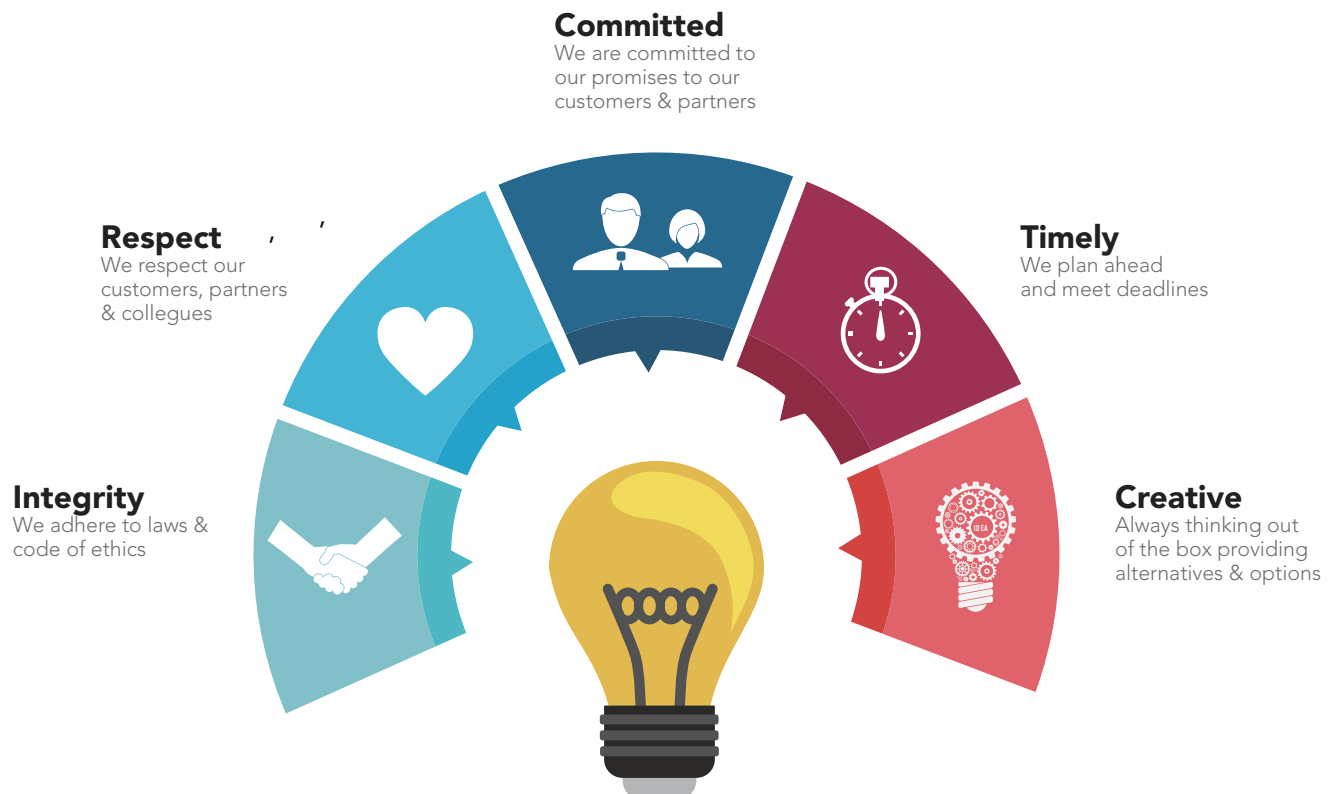 Committed
We are committed to
our promises to our
customers & partners
Respect , ,
We respect our
customers, partners
& collegues
Timely
We plan ahead
and meet deadlines
Integrity
We adhere to laws &
code of ethics
Creative
Always thinking out
of the box providing
alternatives & options
IDEA